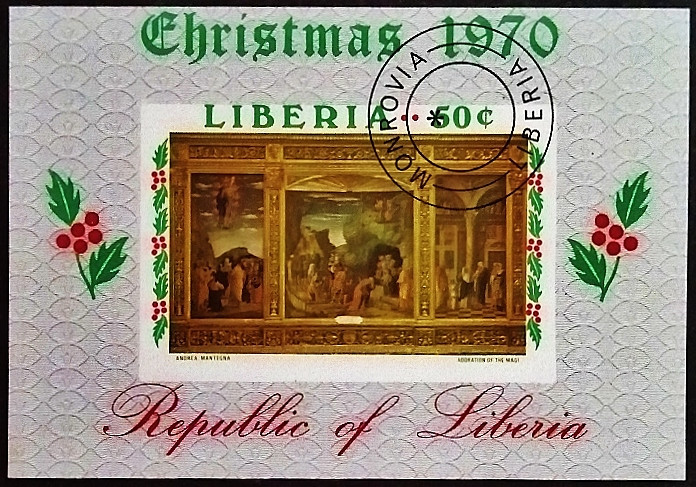 Christmas 1970
LIBERIA·· 50¢
MONROVIA * LIBERIA
ANDREA MANTEGNA
ADORATION OF THE MAGI
Republic of Liberia